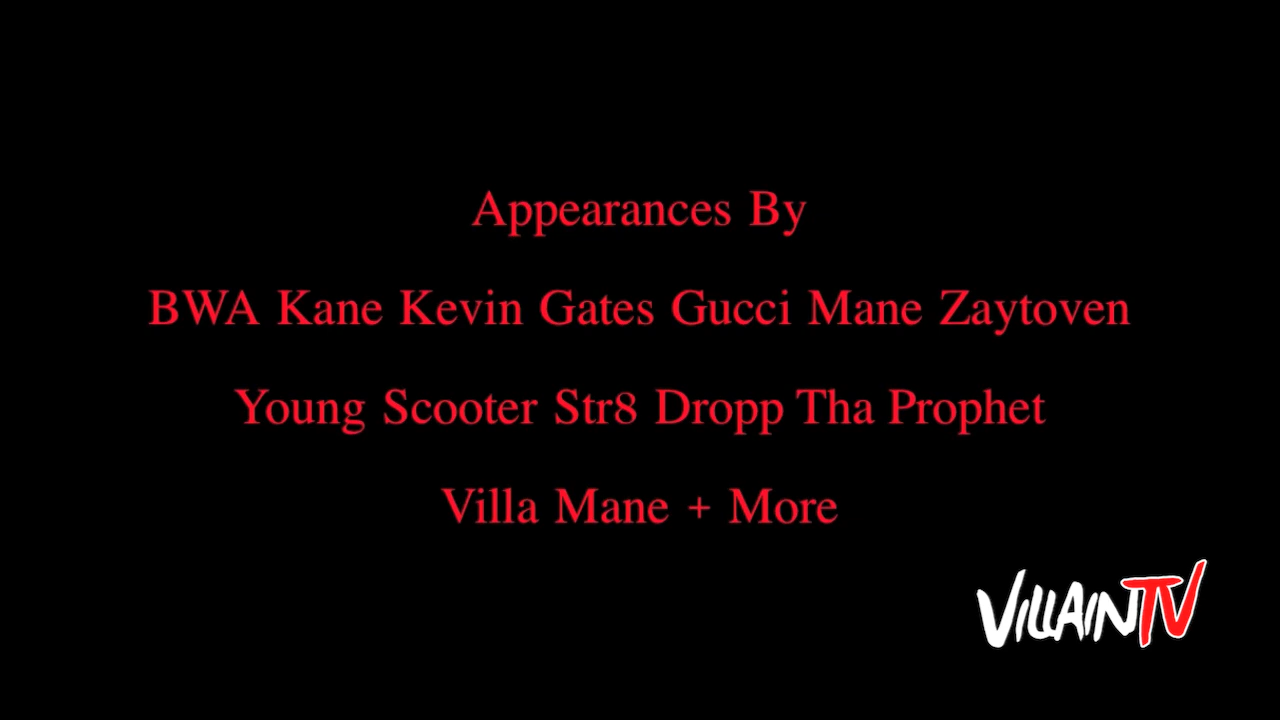 Appearances By
BWA Kane Kevin Gates Gucci Mane Zaytoven
Young Scooter Str8 Dropp Tha Prophet
Villa Mane + More
VILLAINTV